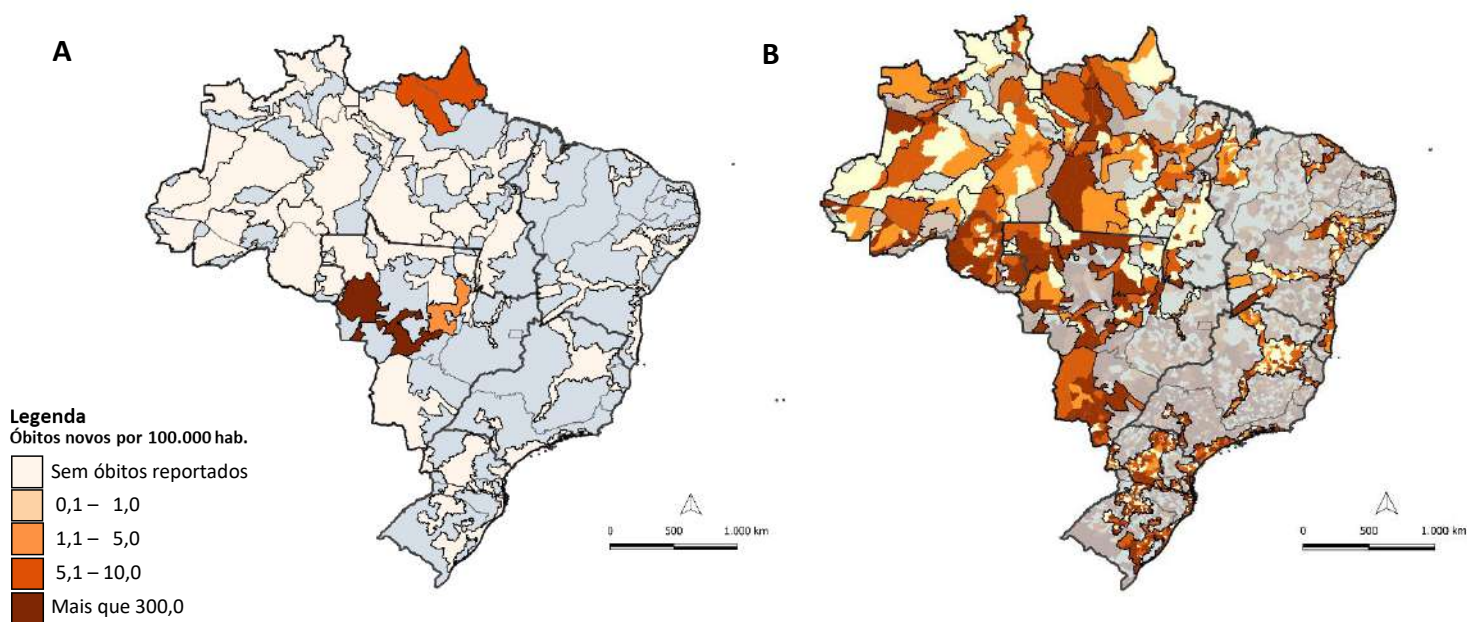 A
B
Legenda
Óbitos novos por 100.000 hab.
Sem óbitos reportados
0,1 – 1,0
1,1 – 5,0
5,1 – 10,0
Mais que 300,0
0 500 1.000 km
0 500 1.000 km